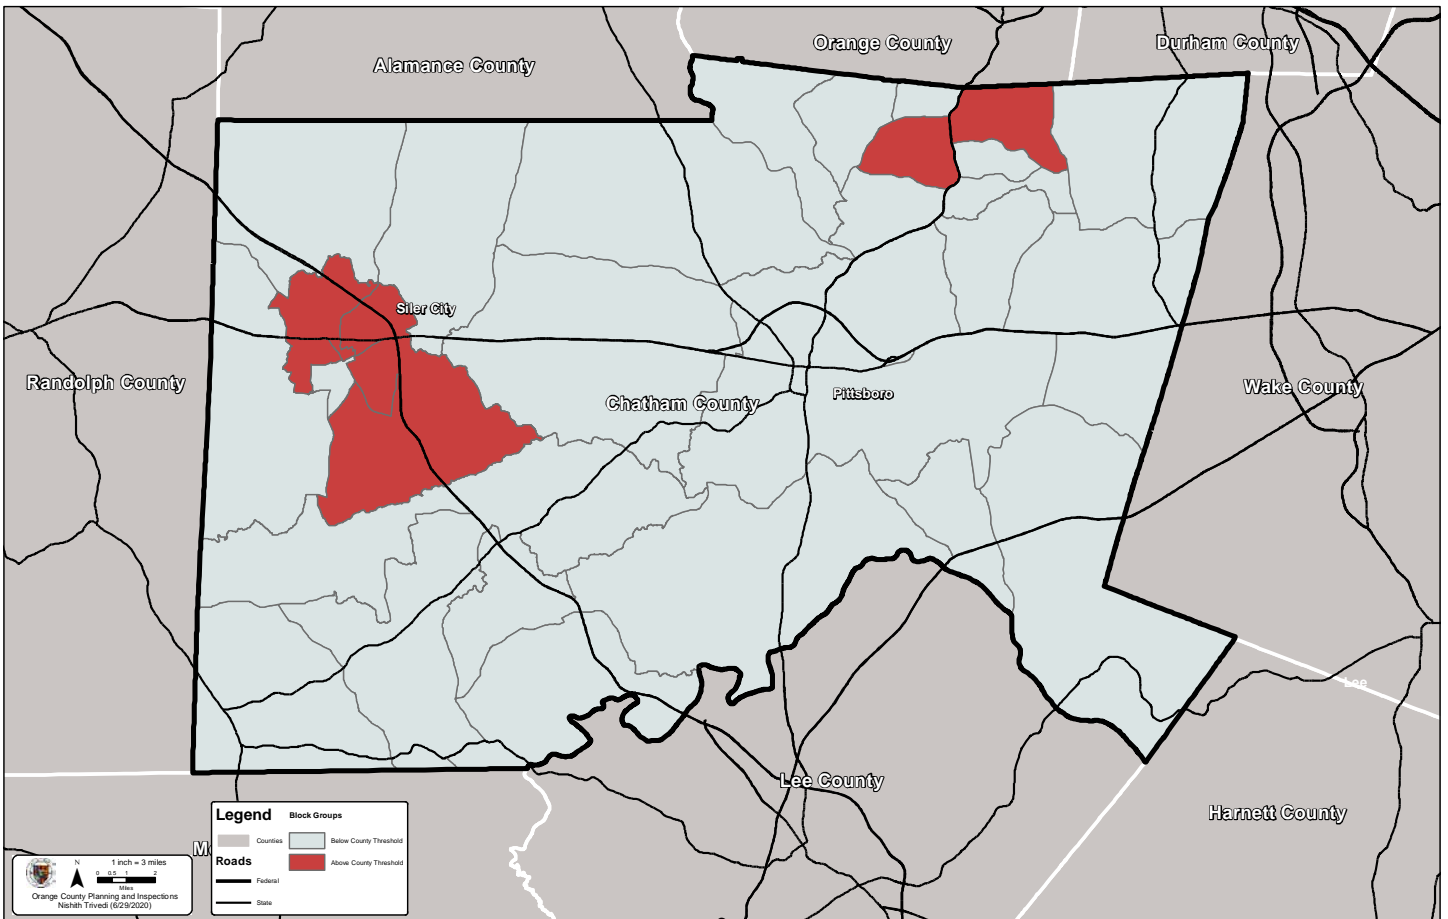 Orange County
Durham County
Alamance County
Siler City
Randolph County
Chatham County
Pittsboro
Wake County
Lee
Lee County
Harnett County
Mo
Legend
Block Groups
Counties
Below County Threshold
Roads
Above County Threshold
Federal
State
N
1 inch = 3 miles
0 0.5 1 2
Miles
Orange County Planning and Inspections
Nishith Trivedi (6/29/2020)